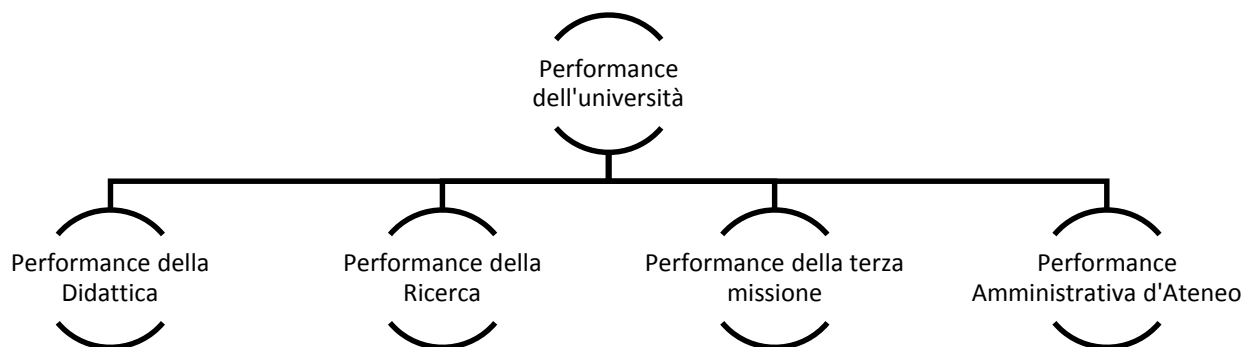 Performance
dell'università
Performance della
Didattica
Performance della
Ricerca
Performance della terza
missione
Performance
Amministrativa d'Ateneo